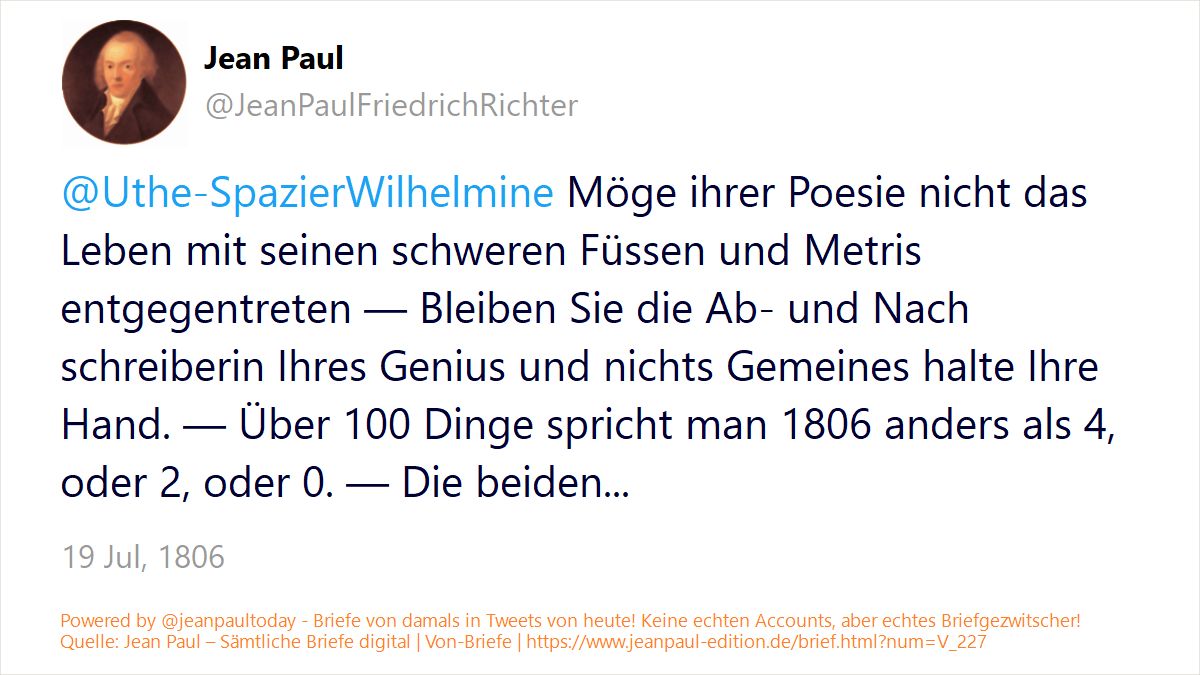 Jean Paul
@JeanPaulFriedrichRichter
@Uthe-SpazierWilhelmine Möge ihrer Poesie nicht das
Leben mit seinen schweren Füssen und Metris
entgegentreten — Bleiben Sie die Ab- und Nach
schreiberin Ihres Genius und nichts Gemeines halte Ihre
Hand. — Über 100 Dinge spricht man 1806 anders als 4,
oder 2, oder 0. — Die beiden...
19 Jul, 1806
Powered by @jeanpaultoday - Briefe von damals in Tweets von heute! Keine echten Accounts, aber echtes Briefgezwitscher!
Quelle: Jean Paul – Sämtliche Briefe digital | Von-Briefe | https://www.jeanpaul-edition.de/brief.html?num=V_227